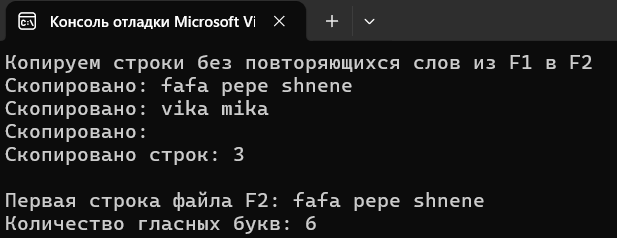 Консоль отладки Microsoft Vi
Копируем строки без повторяющихся слов из F1 в F2
Скопировано: fafa pepe shnene
Скопировано: vika mika
Скопировано:
Скопировано строк: 3
Первая строка файла F2: fafa pepe shnene
Количество гласных букв: 6